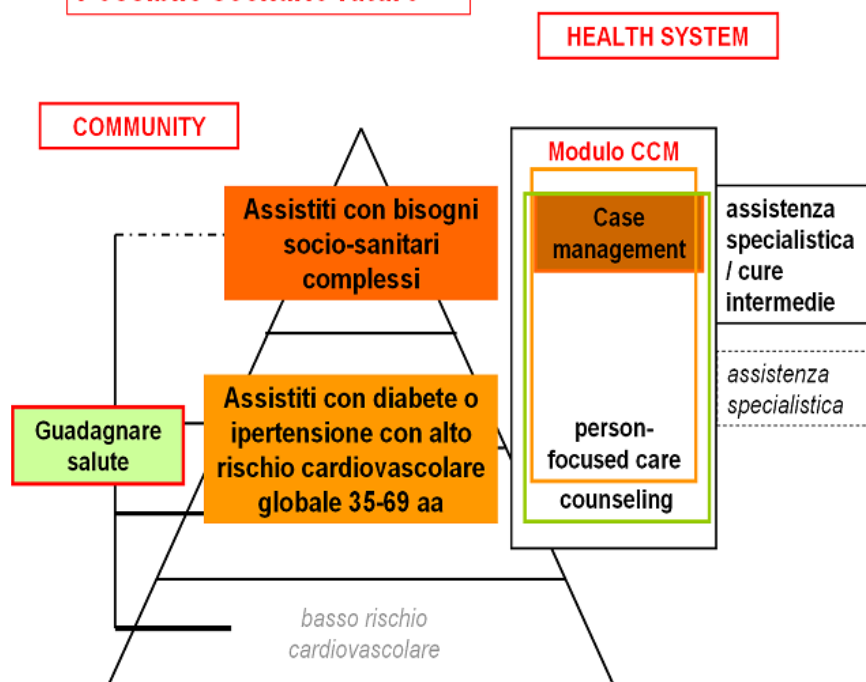 HEALTH SYSTEM
COMMUNITY
Modulo CCM
Assistiti con bisogni
socio-sanitari
complessi
Case
management
assistenza
specialistica
/ cure
intermedie
assistenza
specialistica
Guadagnare
salute
Assistiti con diabete o
ipertensione con alto
rischio cardiovascolare
globale 35-69 aa
person-
focused care
counseling
basso rischio
cardiovascolare